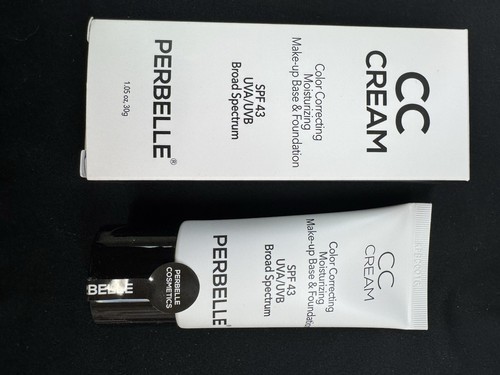 CC
CREAM
Color Correcting
Moisturizing
Make-up Base & Foundation
SPF 43
UVA/UVB
Broad Spectrum
PERBELLE®
1.05 oz, 30g
CC
CREAM
Color Correcting
Moisturizing
Make-up Base & Foundation
SPF 43
UVA/UVB
Broad Spectrum
PERBELLE
PERBELLE
COSMETICS
RBELLE